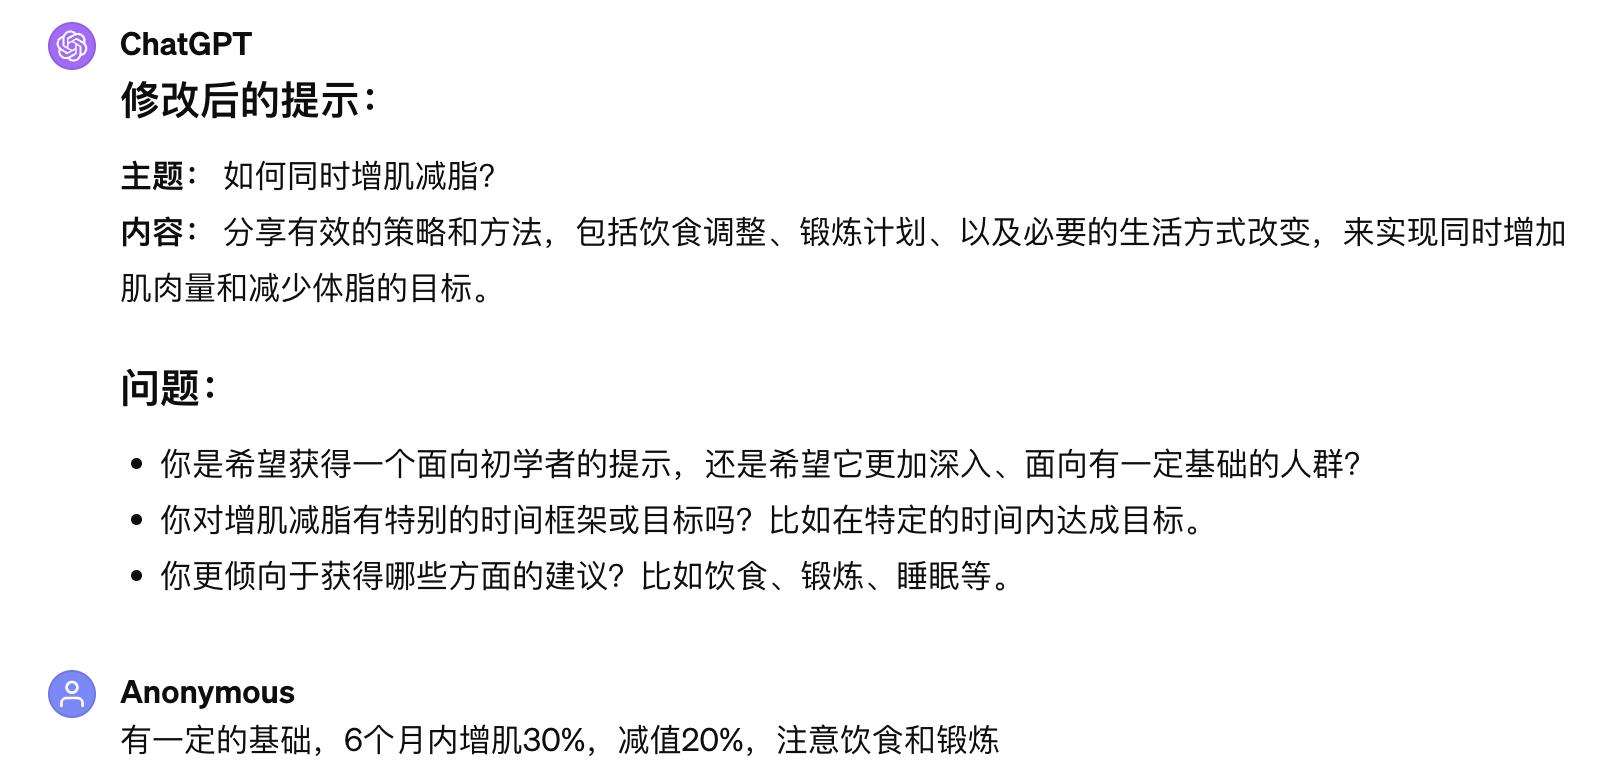 ChatGPT
修改后的提示：
主题： 如何同时增肌减脂？
内容： 分享有效的策略和方法，包括饮食调整、锻炼计划、以及必要的生活方式改变，来实现同时增加
肌肉量和减少体脂的目标。
问题：
• 你是希望获得一个面向初学者的提示，还是希望它更加深入、面向有一定基础的人群？
• 你对增肌减脂有特别的时间框架或目标吗？比如在特定的时间内达成目标。
• 你更倾向于获得哪些方面的建议？比如饮食、锻炼、睡眠等。
Anonymous
有一定的基础，6个月内增肌30%，减值20%，注意饮食和锻炼